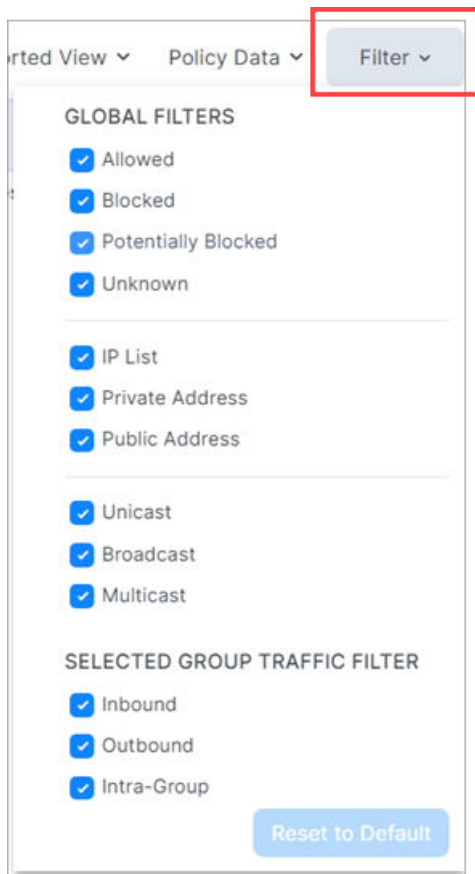 rted View Policy Data Filter
GLOBAL FILTERS
Allowed
Blocked
Potentially Blocked
Unknown
IP List
Private Address
Public Address
Unicast
Broadcast
Multicast
SELECTED GROUP TRAFFIC FILTER
Inbound
Outbound
Intra-Group
Reset to Default